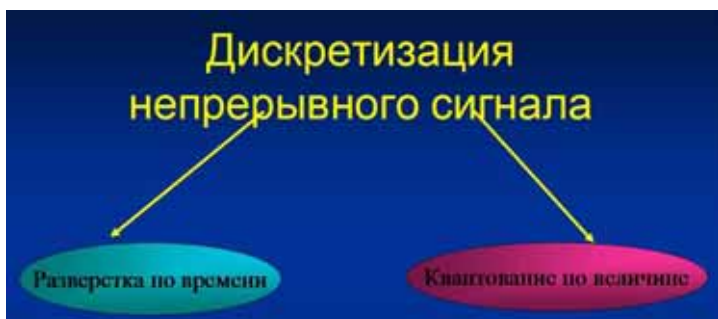 Дискретизация
непрерывного сигнала
Развертка по времени
Квантование по величине